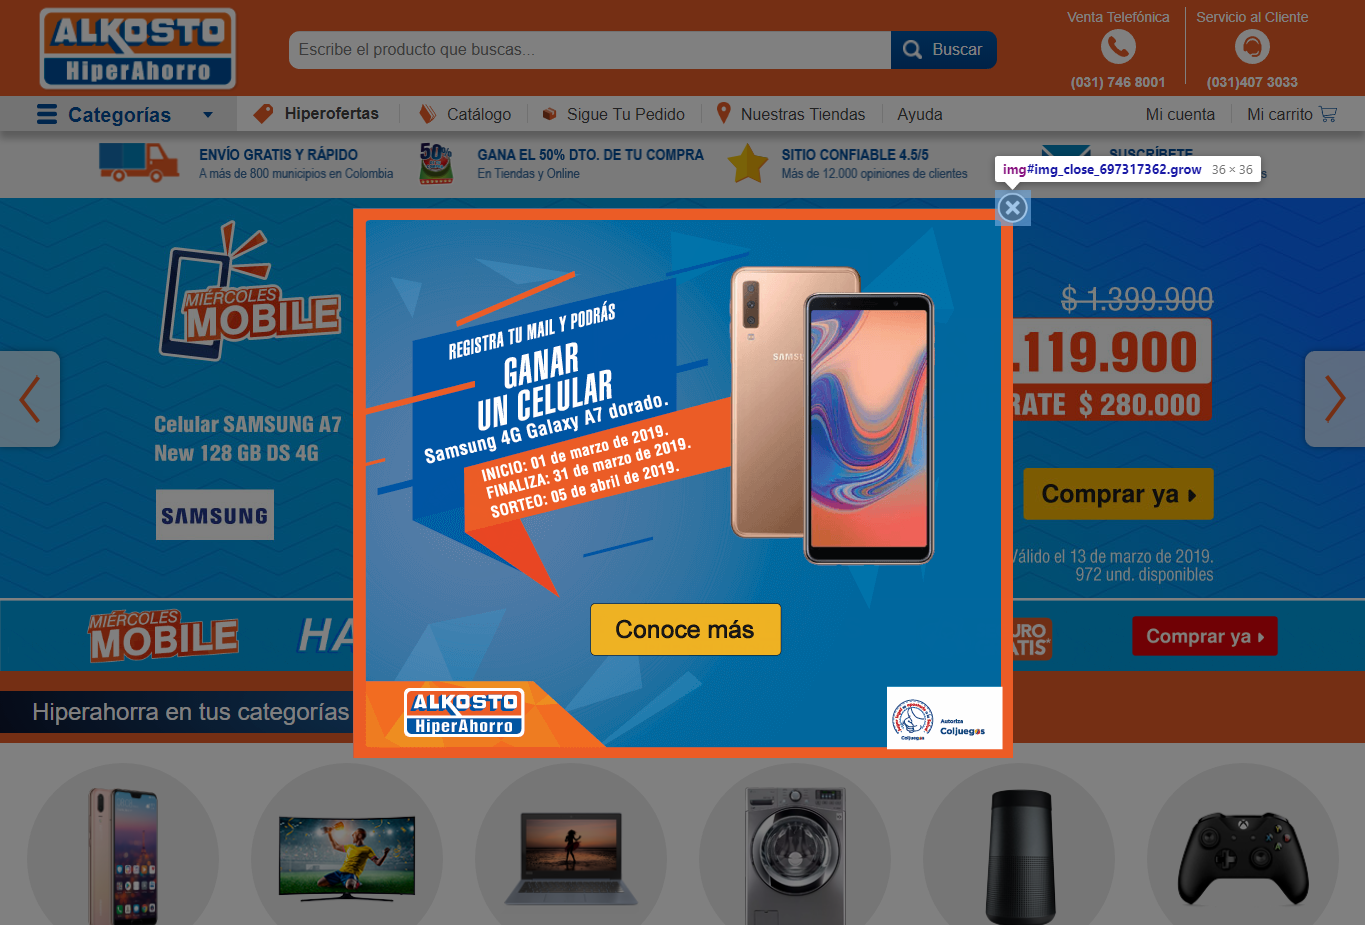 ALKOSTO
HiperAhorro
Escribe el producto que buscas...
Buscar
Venta Telefónica
(031) 746 8001
Servicio al Cliente
(031)407 3033
Categorías
Hiperofertas
Catálogo
Sigue Tu Pedido
Nuestras Tiendas
Ayuda
Mi cuenta
Mi carrito
ENVÍO GRATIS Y RÁPIDO
A más de 800 municipios en Colombia
50%
GANA EL 50% DTO. DE TU COMPRA
En Tiendas y Online
SITIO CONFIABLE 4.5/5
Más de 12.000 opiniones de clientes
SUSCRÍBETE
img#img_close_697317362.grow 36 × 36
MIÉRCOLES
MOBILE
Celular SAMSUNG A7
New 128 GB DS 4G
SAMSUNG
REGISTRA TU MAIL Y PODRÁS
GANAR
UN CELULAR
Samsung 4G Galaxy A7 dorado.
INICIO: 01 de marzo de 2019.
FINALIZA: 31 de marzo de 2019.
SORTEO: 05 de abril de 2019.
SAMS
Conoce más
ALKOSTO
HiperAhorro
Autoriza
Coljuegos
Coljuegos
$ 1.399.900
.119.900
RATE $ 280.000
Comprar ya
Válido el 13 de marzo de 2019.
972 und. disponibles
MIÉRCOLES
MOBILE
HA
URO
ATIS*
Comprar ya
Hiperahorra en tus categorías